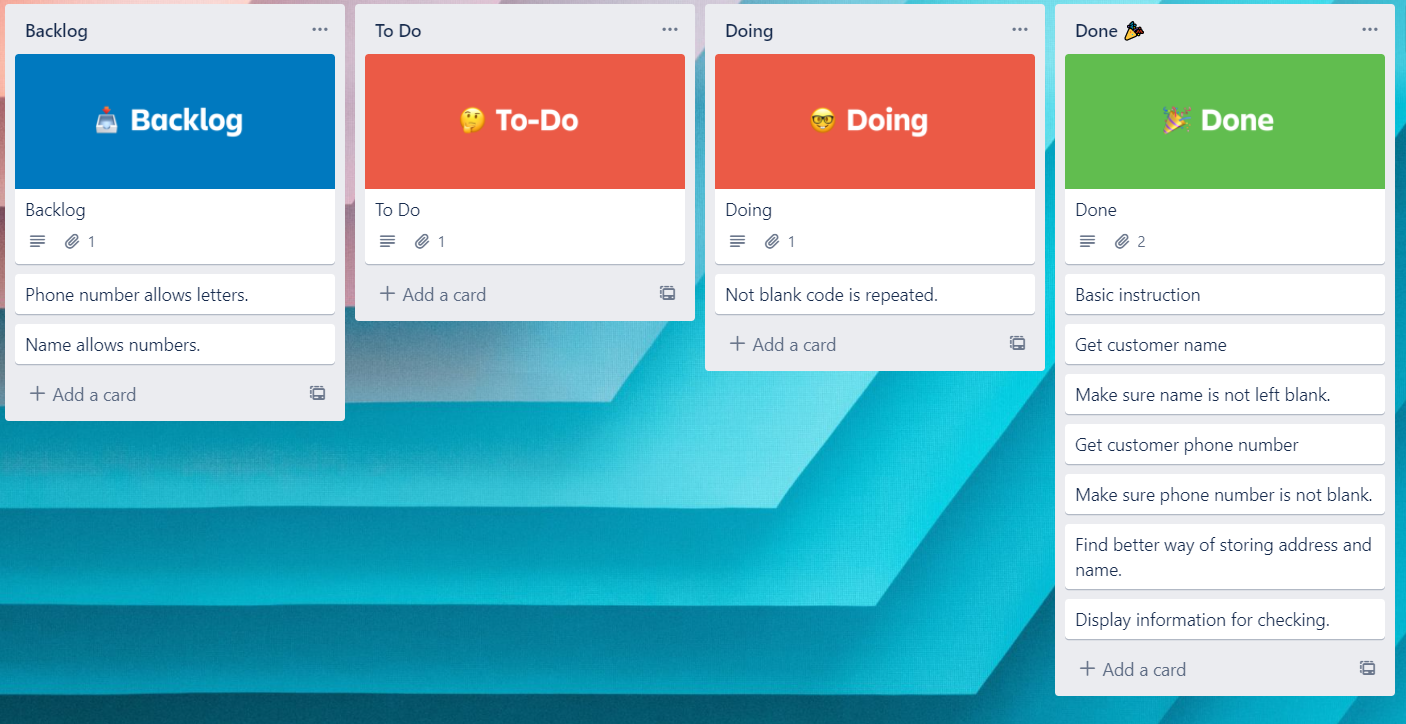 Backlog
Backlog
Backlog
1
Phone number allows letters.
Name allows numbers.
+ Add a card
To Do
To-Do
To Do
1
+ Add a card
Doing
Doing
Doing
1
Not blank code is repeated.
+ Add a card
Done 🎉
Done
Done
2
Basic instruction
Get customer name
Make sure name is not left blank.
Get customer phone number
Make sure phone number is not blank.
Find better way of storing address and
name.
Display information for checking.
+ Add a card